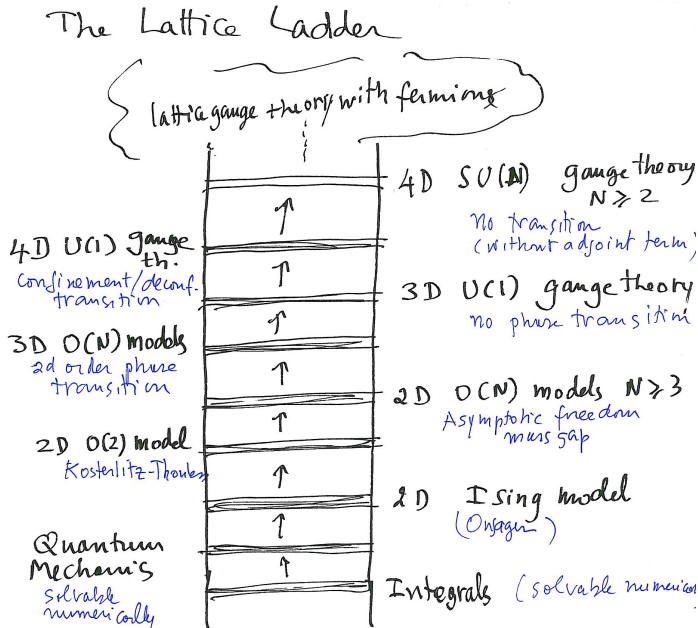 The Lattice Ladder
lattice gauge theory with fermions
4D SU(N) gauge theory
N ≥ 2
No transition
(without adjoint term)
4D U(1) gauge
th.
Confinement/deconf.
transition
3D U(1) gauge theory
no phase transition
3D O(N) models
2d order phase
transition
2D O(N) models N≥3
Asymptotic freedom
mass gap
2D O(2) model
Kosterlitz-Thouless
2D Ising model
(Onsager)
Quantum
Mechanis
solvable
numerically
Integrals (solvable numerica